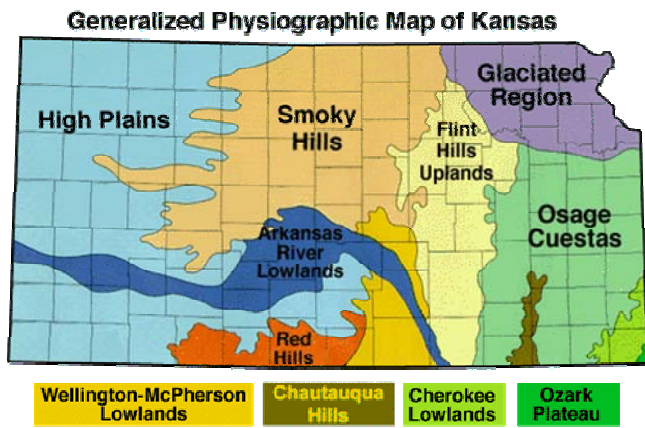 Generalized Physiographic Map of Kansas
High Plains
Smoky
Hills
Glaciated
Region
Flint
Hills
Uplands
Osage
Cuestas
Arkansas
River
Lowlands
Red
Hills
Wellington-McPherson
Lowlands
Chautauqua
Hills
Cherokee
Lowlands
Ozark
Plateau